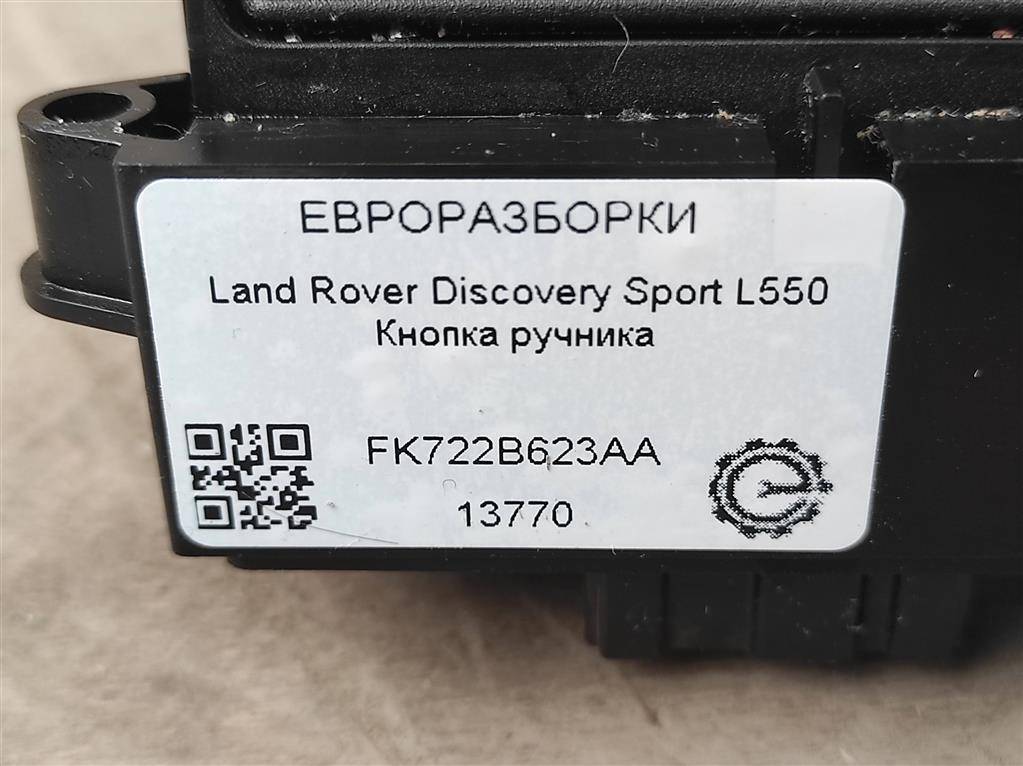 ЕВРОРАЗБОРКИ
Land Rover Discovery Sport L550
Кнопка ручника
FK722B623AA
13770